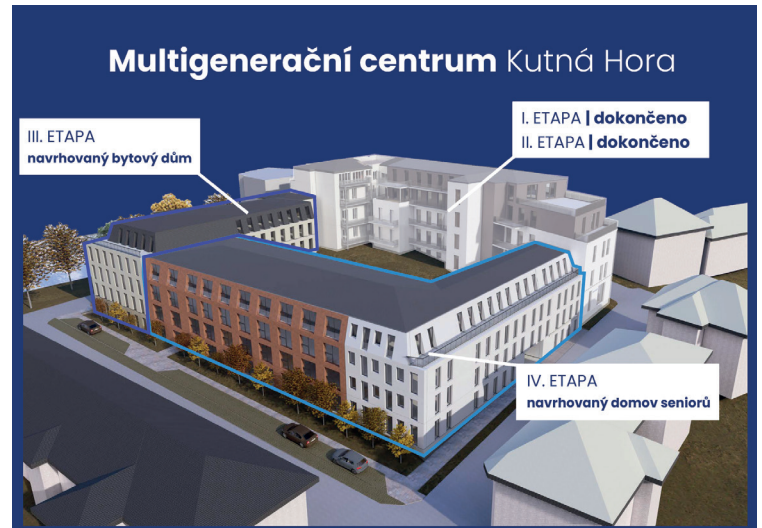 Multigenerační centrum Kutná Hora
I. ETAPA | dokončeno
II. ETAPA | dokončeno
III. ETAPA
navrhovaný bytový dům
IV. ETAPA
navrhovaný domov seniorů